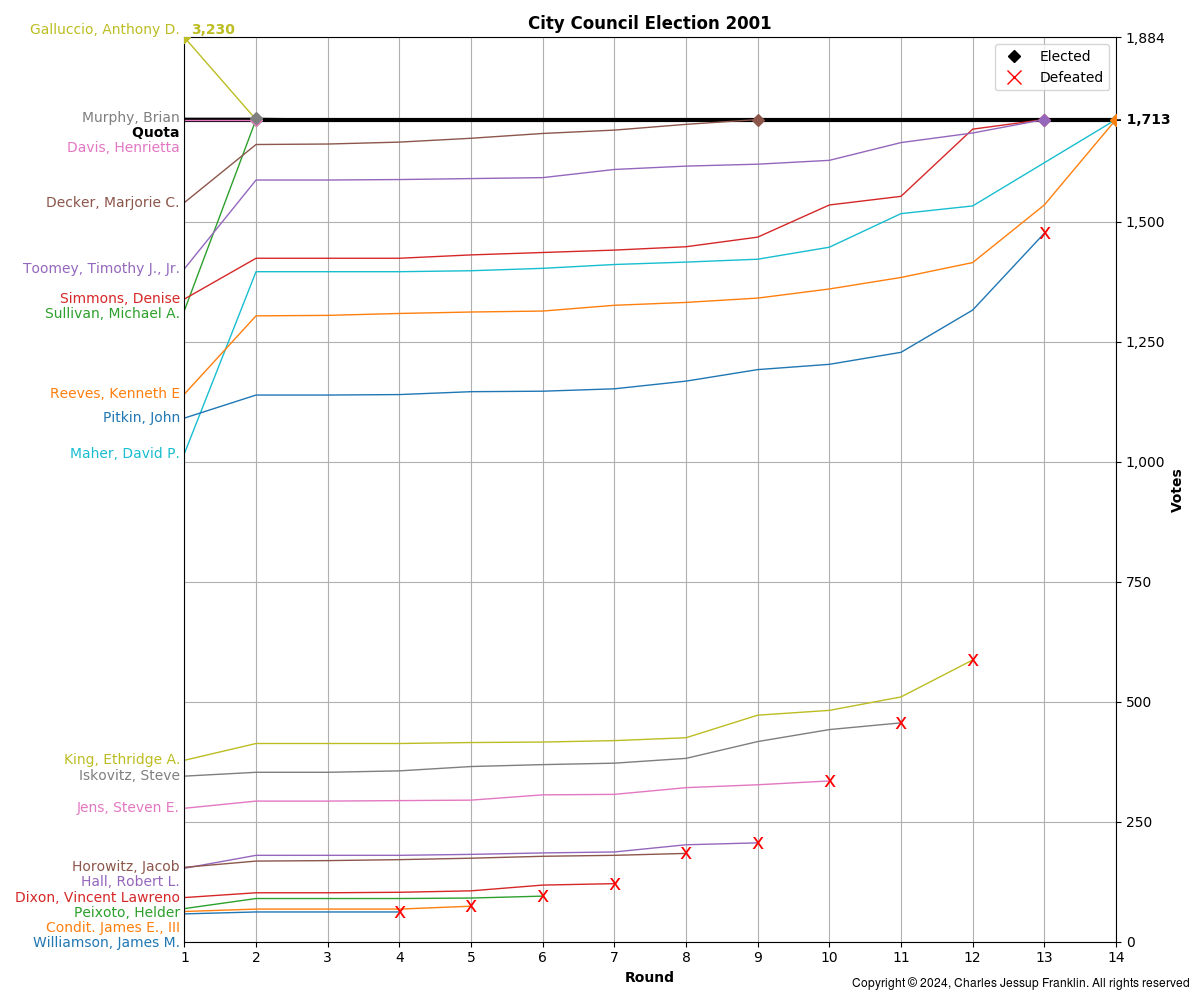 City Council Election 2001
Galluccio, Anthony D. 3,230
1,884
Elected
Defeated
Murphy, Brian
Quota
1,713
Davis, Henrietta
Decker, Marjorie C.
1,500
Toomey, Timothy J., Jr.
Simmons, Denise
Sullivan, Michael A.
1,250
Reeves, Kenneth E
Pitkin, John
Maher, David P.
1,000
Votes
750
500
King, Ethridge A.
Iskovitz, Steve
Jens, Steven E.
250
Horowitz, Jacob
Hall, Robert L.
Dixon, Vincent Lawreno
Peixoto, Helder
Condit. James E., III
Williamson, James M.
0
1 2 3 4 5 6 7 8 9 10 11 12 13 14
Round
Copyright © 2024, Charles Jessup Franklin. All rights reserved